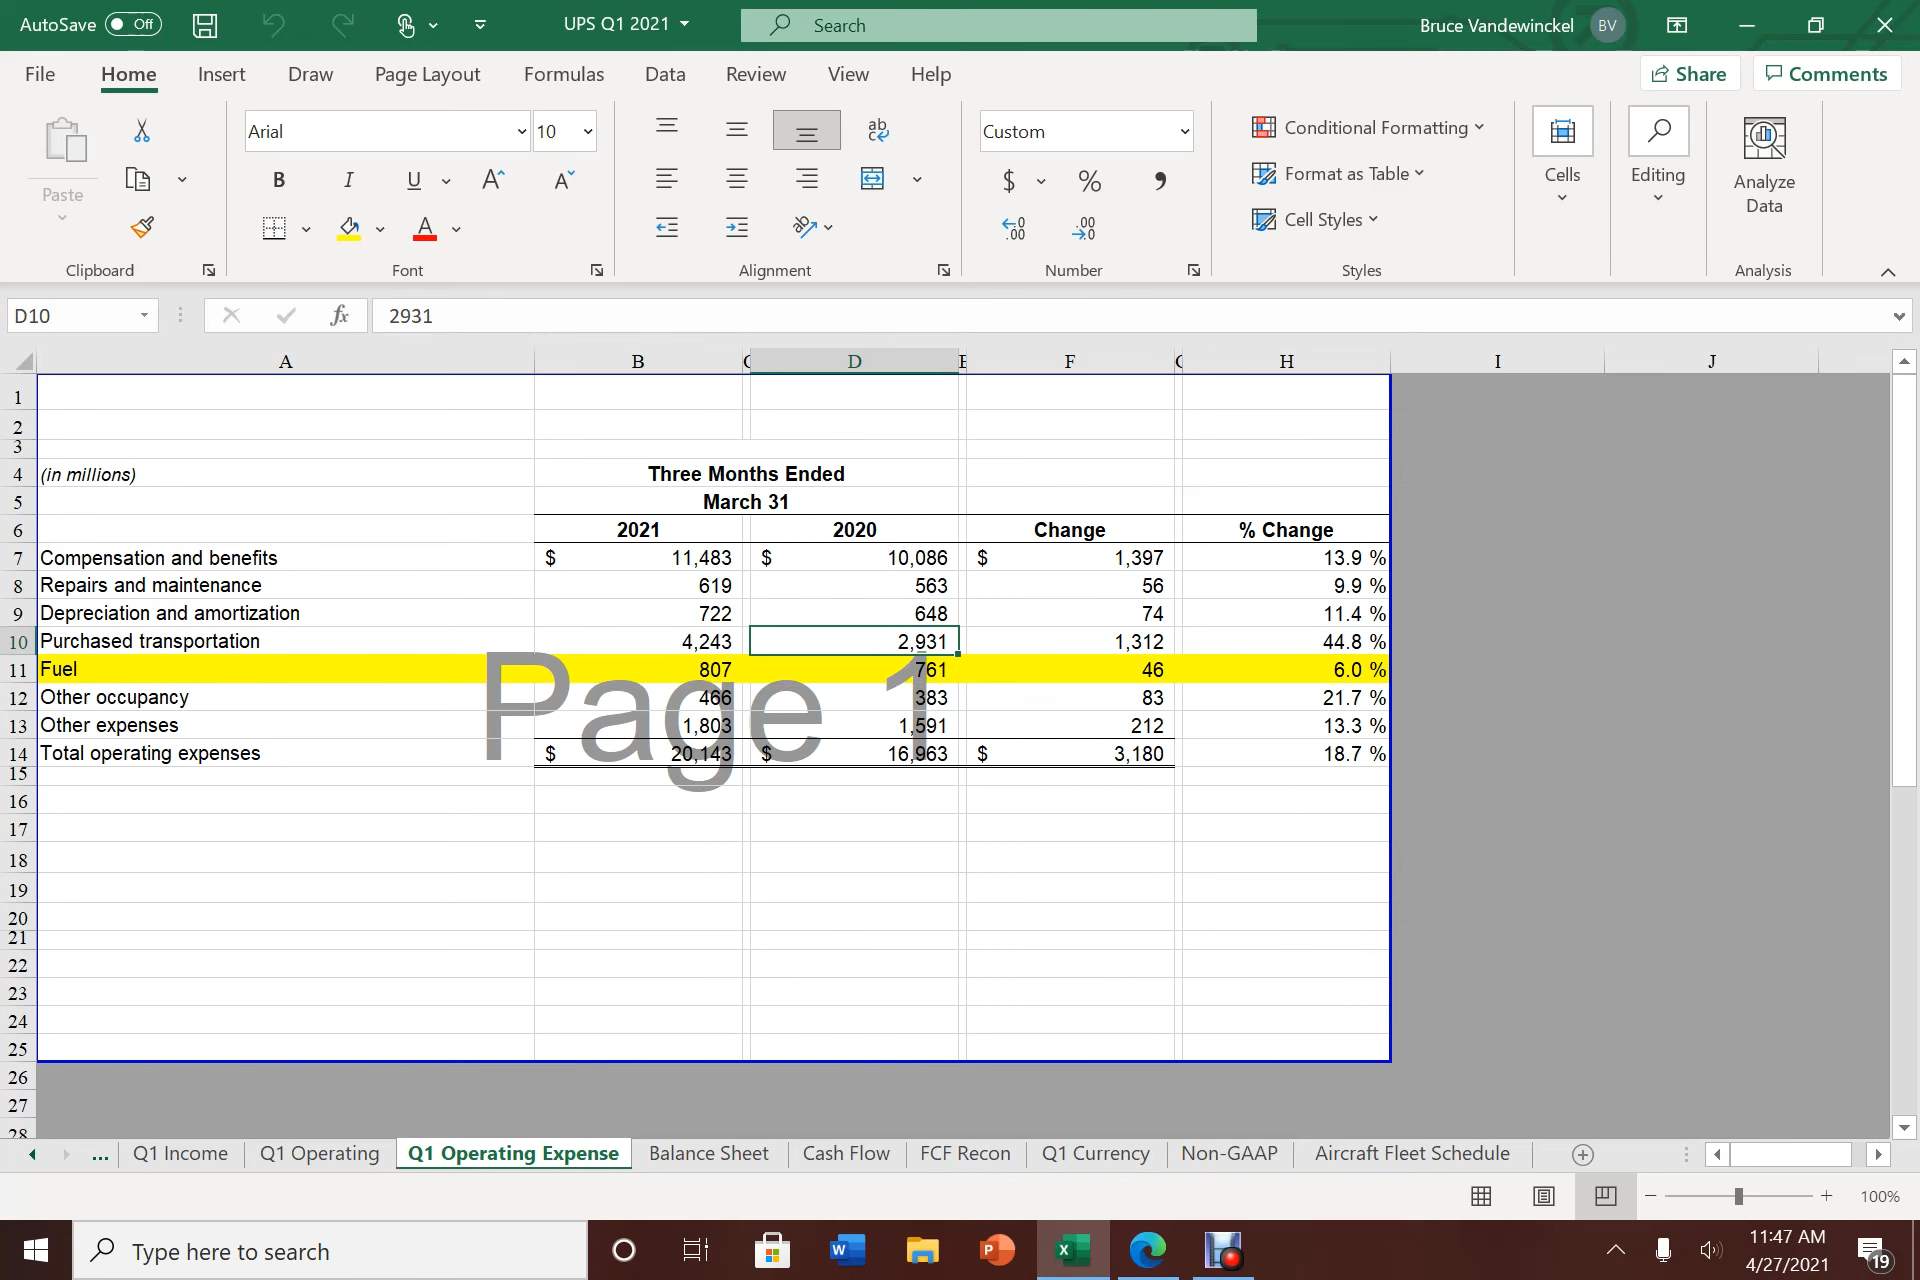 AutoSave Off UPS Q1 2021 Search Bruce Vandewinckel BV
File Home Insert Draw Page Layout Formulas Data Review View Help Share Comments
Paste Arial 10 ab c Custom Conditional Formatting Cells Editing Analyze Data
B I U A A $ % , Format as Table
A .00 .00 Cell Styles
Clipboard Font Alignment Number Styles Analysis
D10 fx 2931
A B C D E F G H I J
1
2
3
4 (in millions) Three Months Ended
5 March 31
6 2021 2020 Change % Change
7 Compensation and benefits $ 11,483 $ 10,086 $ 1,397 13.9 %
8 Repairs and maintenance 619 563 56 9.9 %
9 Depreciation and amortization 722 648 74 11.4 %
10 Purchased transportation 4,243 2,931 1,312 44.8 %
11 Fuel 807 761 46 6.0 %
12 Other occupancy 466 383 83 21.7 %
13 Other expenses 1,803 1,591 212 13.3 %
14 Total operating expenses $ 20,143 $ 16,963 $ 3,180 18.7 %
Page 1
15
16
17
18
19
20
21
22
23
24
25
26
27
28
... Q1 Income Q1 Operating Q1 Operating Expense Balance Sheet Cash Flow FCF Recon Q1 Currency Non-GAAP Aircraft Fleet Schedule
100%
Type here to search 11:47 AM
4/27/2021 19